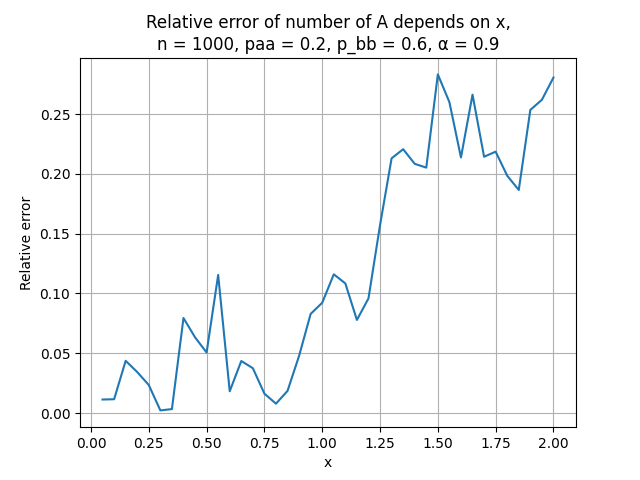 Relative error of number of A depends on x,
n = 1000, paa = 0.2, p_bb = 0.6, α = 0.9
0.25
0.20
0.15
0.10
0.05
0.00
Relative error
0.00 0.25 0.50 0.75 1.00 1.25 1.50 1.75 2.00
x